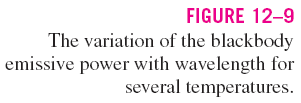 FIGURE 12–9
The variation of the blackbody
emissive power with wavelength for
several temperatures.